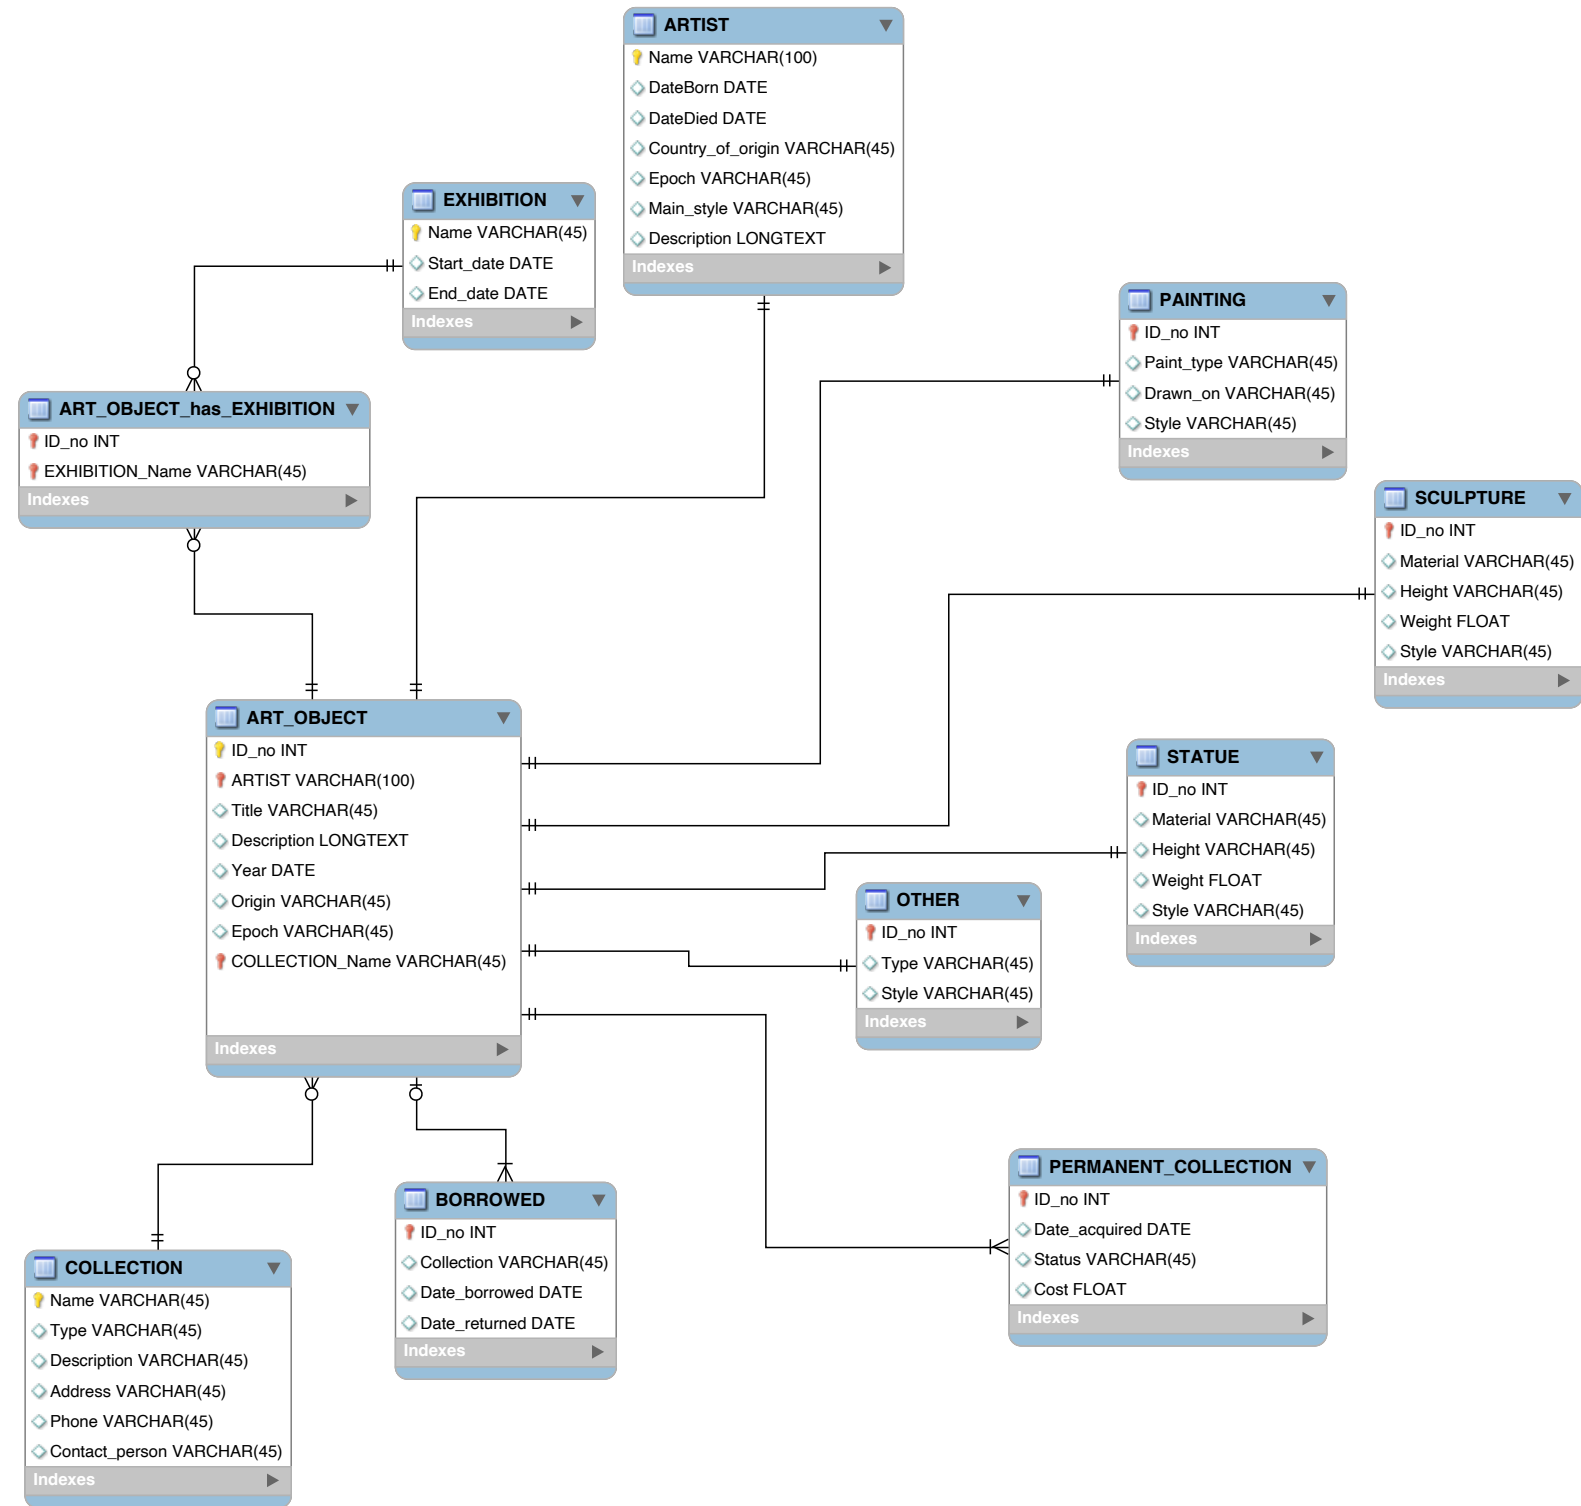 ARTIST
Name VARCHAR(100)
DateBorn DATE
DateDied DATE
Country_of_origin VARCHAR(45)
Epoch VARCHAR(45)
Main_style VARCHAR(45)
Description LONGTEXT
Indexes
EXHIBITION
Name VARCHAR(45)
Start_date DATE
End_date DATE
Indexes
PAINTING
ID_no INT
Paint_type VARCHAR(45)
Drawn_on VARCHAR(45)
Style VARCHAR(45)
Indexes
ART_OBJECT_has_EXHIBITION
ID_no INT
EXHIBITION_Name VARCHAR(45)
Indexes
SCULPTURE
ID_no INT
Material VARCHAR(45)
Height VARCHAR(45)
Weight FLOAT
Style VARCHAR(45)
Indexes
ART_OBJECT
ID_no INT
ARTIST VARCHAR(100)
Title VARCHAR(45)
Description LONGTEXT
Year DATE
Origin VARCHAR(45)
Epoch VARCHAR(45)
COLLECTION_Name VARCHAR(45)
Indexes
STATUE
ID_no INT
Material VARCHAR(45)
Height VARCHAR(45)
Weight FLOAT
Style VARCHAR(45)
Indexes
OTHER
ID_no INT
Type VARCHAR(45)
Style VARCHAR(45)
Indexes
PERMANENT_COLLECTION
ID_no INT
Date_acquired DATE
Status VARCHAR(45)
Cost FLOAT
Indexes
BORROWED
ID_no INT
Collection VARCHAR(45)
Date_borrowed DATE
Date_returned DATE
Indexes
COLLECTION
Name VARCHAR(45)
Type VARCHAR(45)
Description VARCHAR(45)
Address VARCHAR(45)
Phone VARCHAR(45)
Contact_person VARCHAR(45)
Indexes